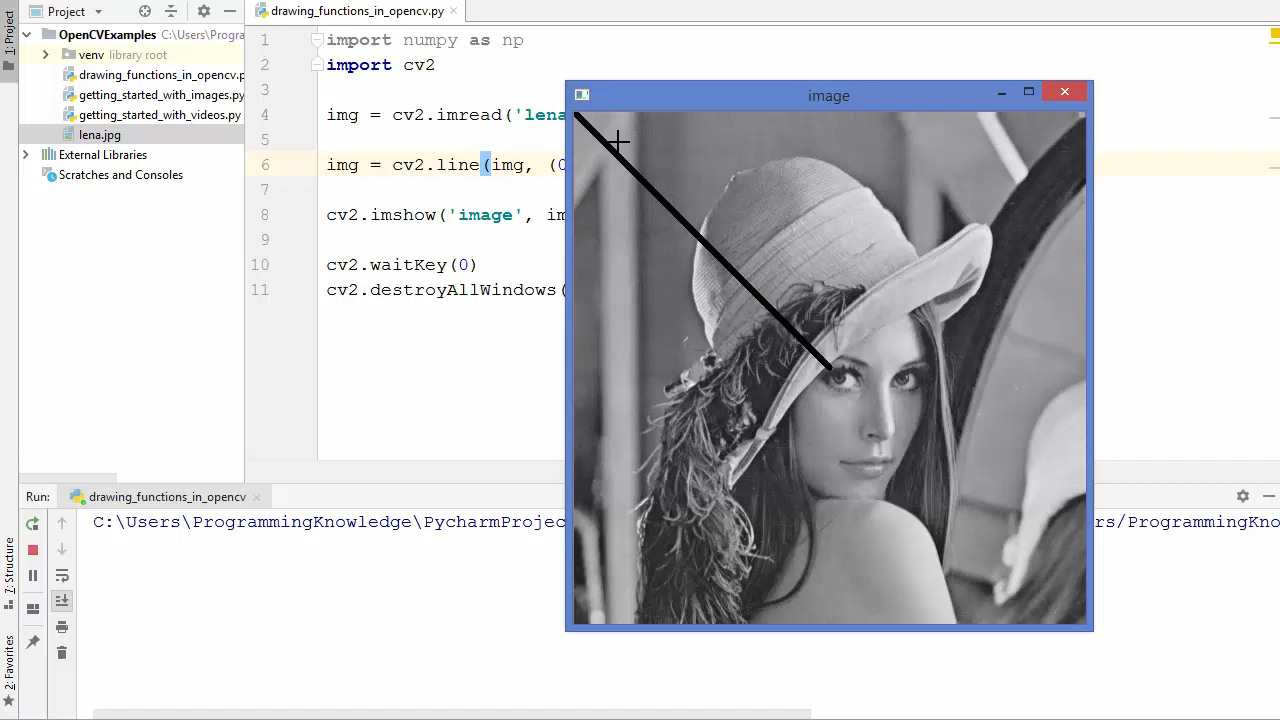 Project
drawing_functions_in_opencv.py
1: Project
OpenCVExamples C:\Users\Progra
venv library root
drawing_functions_in_opencv.p
getting_started_with_images.py
getting_started_with_videos.py
lena.jpg
External Libraries
Scratches and Consoles
1 import numpy as np
2 import cv2
3
4 img = cv2.imread('lena
5
6 img = cv2.line(img, (0
7
8 cv2.imshow('image', im
9
10 cv2.waitKey(0)
11 cv2.destroyAllWindows(
image
Run: drawing_functions_in_opencv
C:\Users\ProgrammingKnowledge\PycharmProjec
rs/ProgrammingKno
7: Structure
2: Favorites